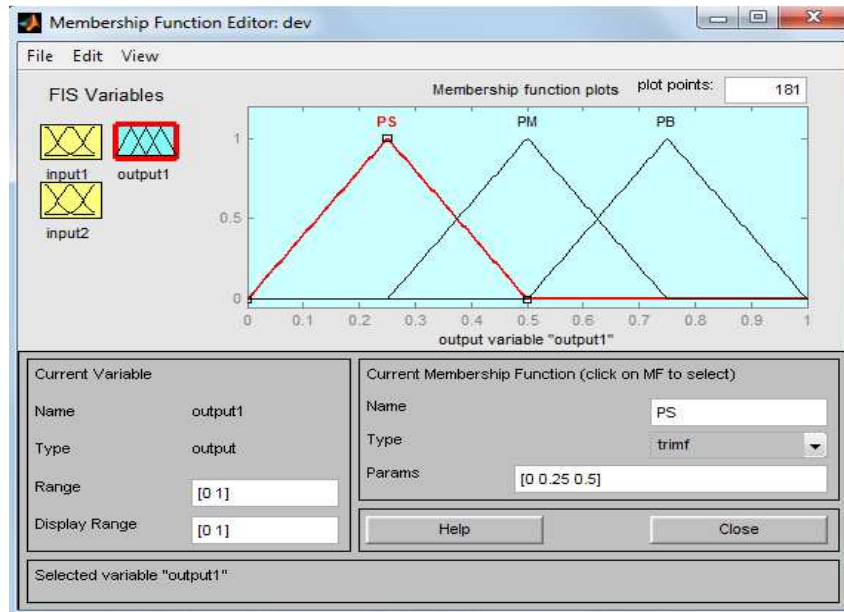 Membership Function Editor: dev
File Edit View
FIS Variables
Membership function plots
plot points: 181
input1
output1
input2
PS
PM
PB
1
0.5
0
0 0.1 0.2 0.3 0.4 0.5 0.6 0.7 0.8 0.9 1
output variable "output1"
Current Variable
Name output1
Type output
Range [0 1]
Display Range [0 1]
Current Membership Function (click on MF to select)
Name PS
Type trimf
Params [0 0.25 0.5]
Help
Close
Selected variable "output1"